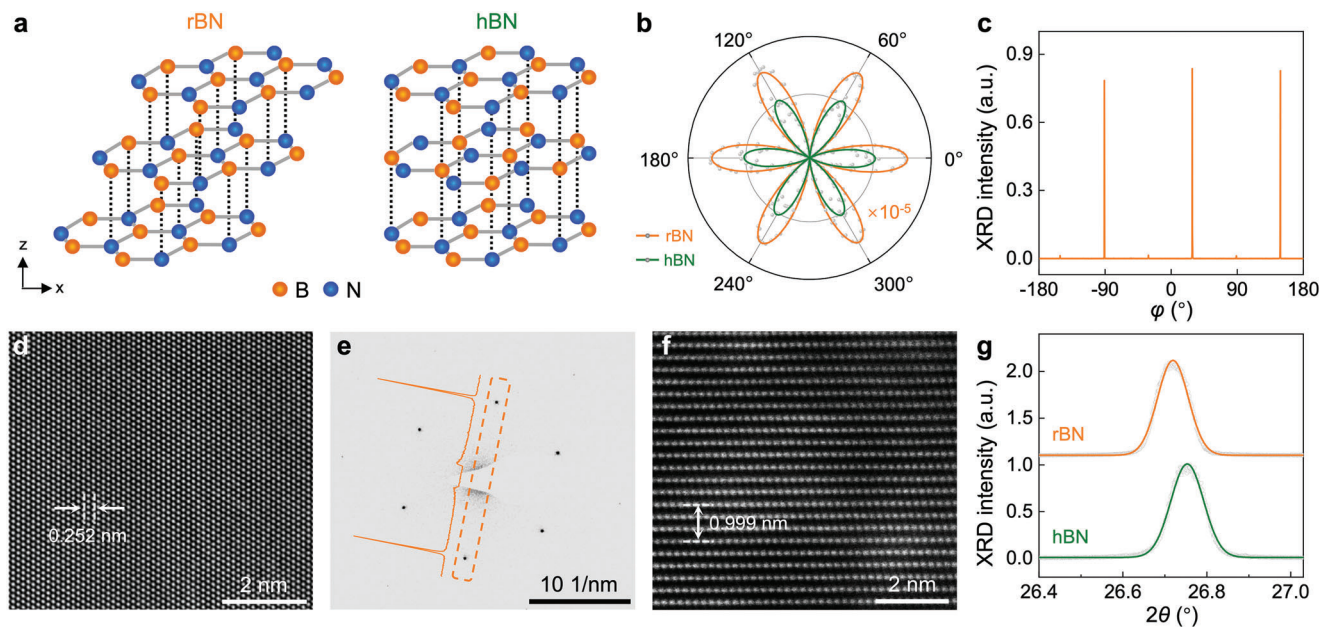 a
rBN
hBN
z
x
B
N
b
120°
60°
180°
0°
×10⁻⁵
rBN
hBN
240°
300°
c
XRD intensity (a.u.)
0.9
0.6
0.3
0.0
-180
-90
0
90
180
φ (°)
d
0.252 nm
2 nm
e
10 1/nm
f
0.999 nm
2 nm
g
XRD intensity (a.u.)
2.0
1.5
1.0
0.5
0.0
rBN
hBN
26.4
26.6
26.8
27.0
2θ (°)